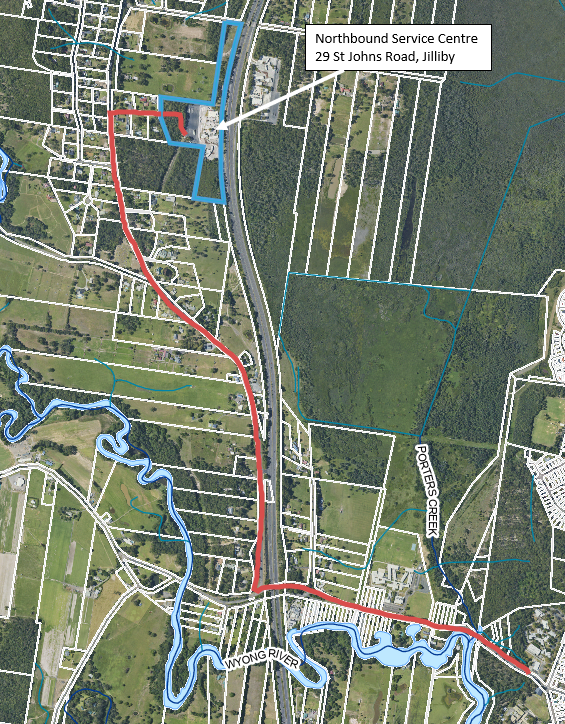 Northbound Service Centre
29 St Johns Road, Jilliby
PORTERS CREEK
WYONG RIVER